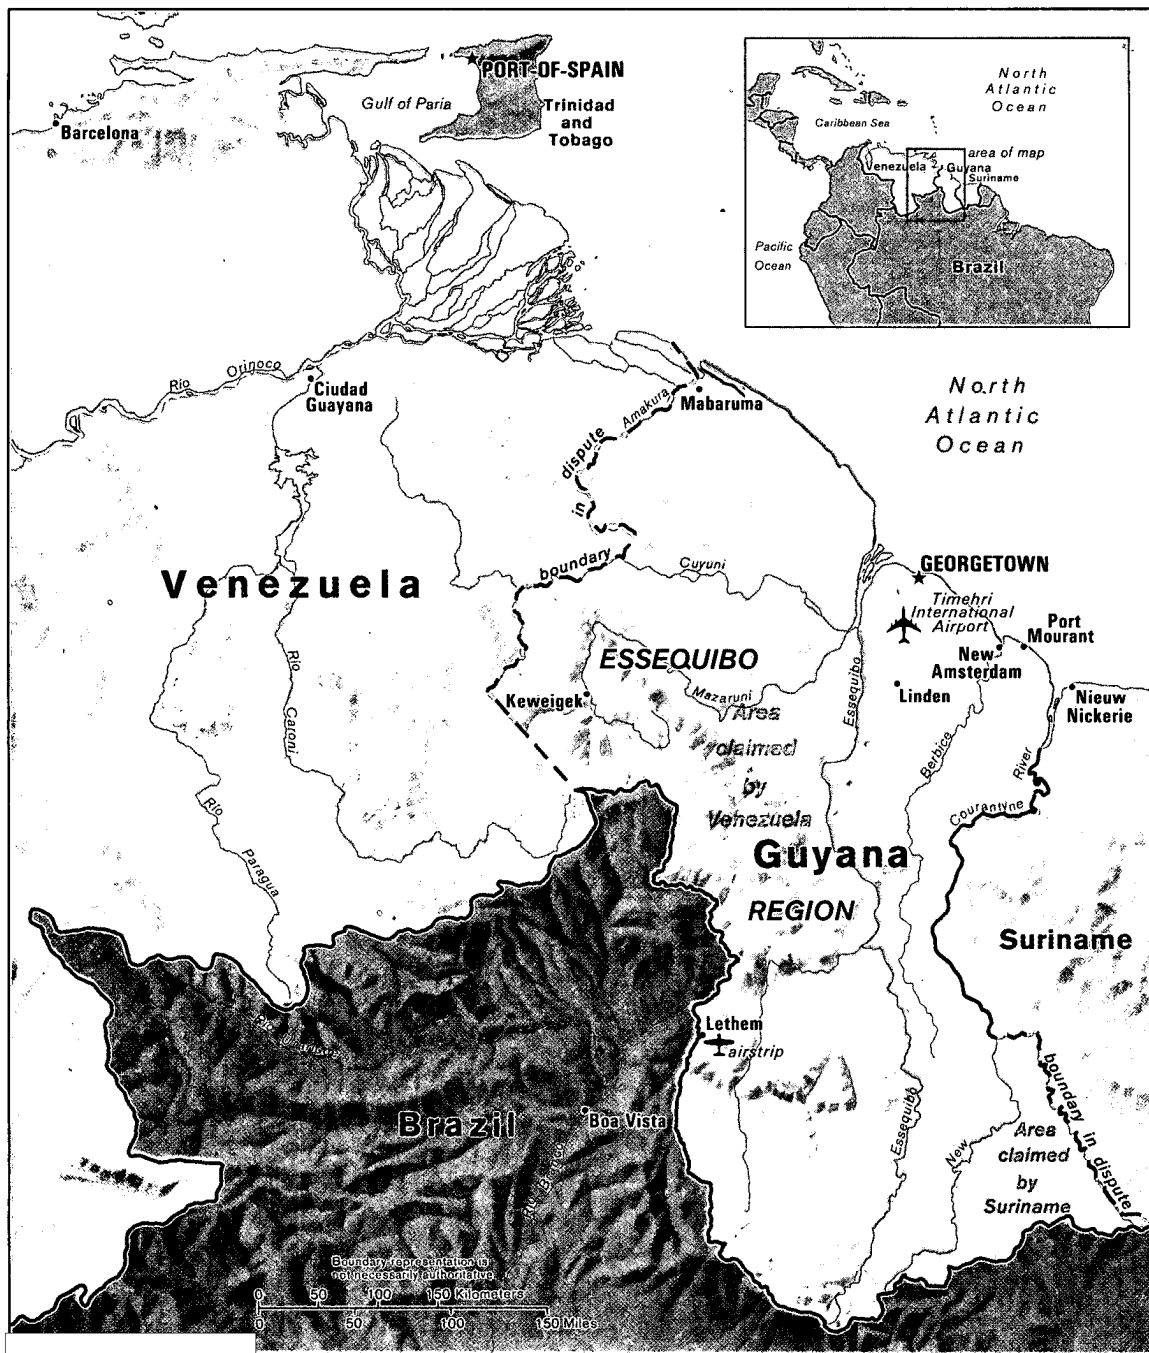 PORT-OF-SPAIN
Gulf of Paria
Trinidad
and
Tobago
Barcelona
North
Atlantic
Ocean
Caribbean Sea
area of map
Venezuela
Guyana
Suriname
Pacific
Ocean
Brazil
Rio
Orinoco
Ciudad
Guayana
Mabaruma
Amakura
North
Atlantic
Ocean
boundary
in
dispute
Cuyuni
GEORGETOWN
Timehri
International
Airport
Port
Mourant
New
Amsterdam
Linden
Nieuw
Nickerie
Venezuela
ESSEQUIBO
Keweigek
Mazaruni
Essequibo
Berbice
Courantyne
River
Rio
Caroni
Area
claimed
by
Venezuela
Guyana
REGION
Rio
Paragua
Suriname
Lethem
airstrip
Rio
Brazil
Boa Vista
Essequibo
New
boundary in dispute
Area
claimed
by
Suriname
Boundary representation is
not necessarily authoritative
0 50 100 150 Kilometers
0 50 100 150 Miles